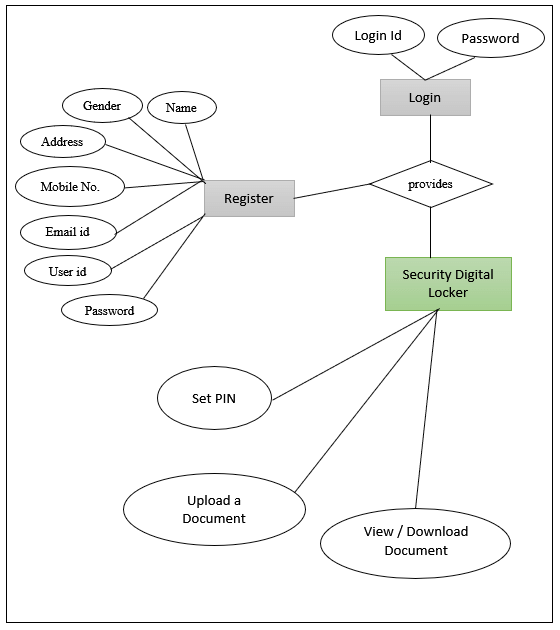 Login Id
Password
Login
Gender
Name
Address
Mobile No.
Email id
User id
Password
Register
provides
Security Digital
Locker
Set PIN
Upload a
Document
View / Download
Document